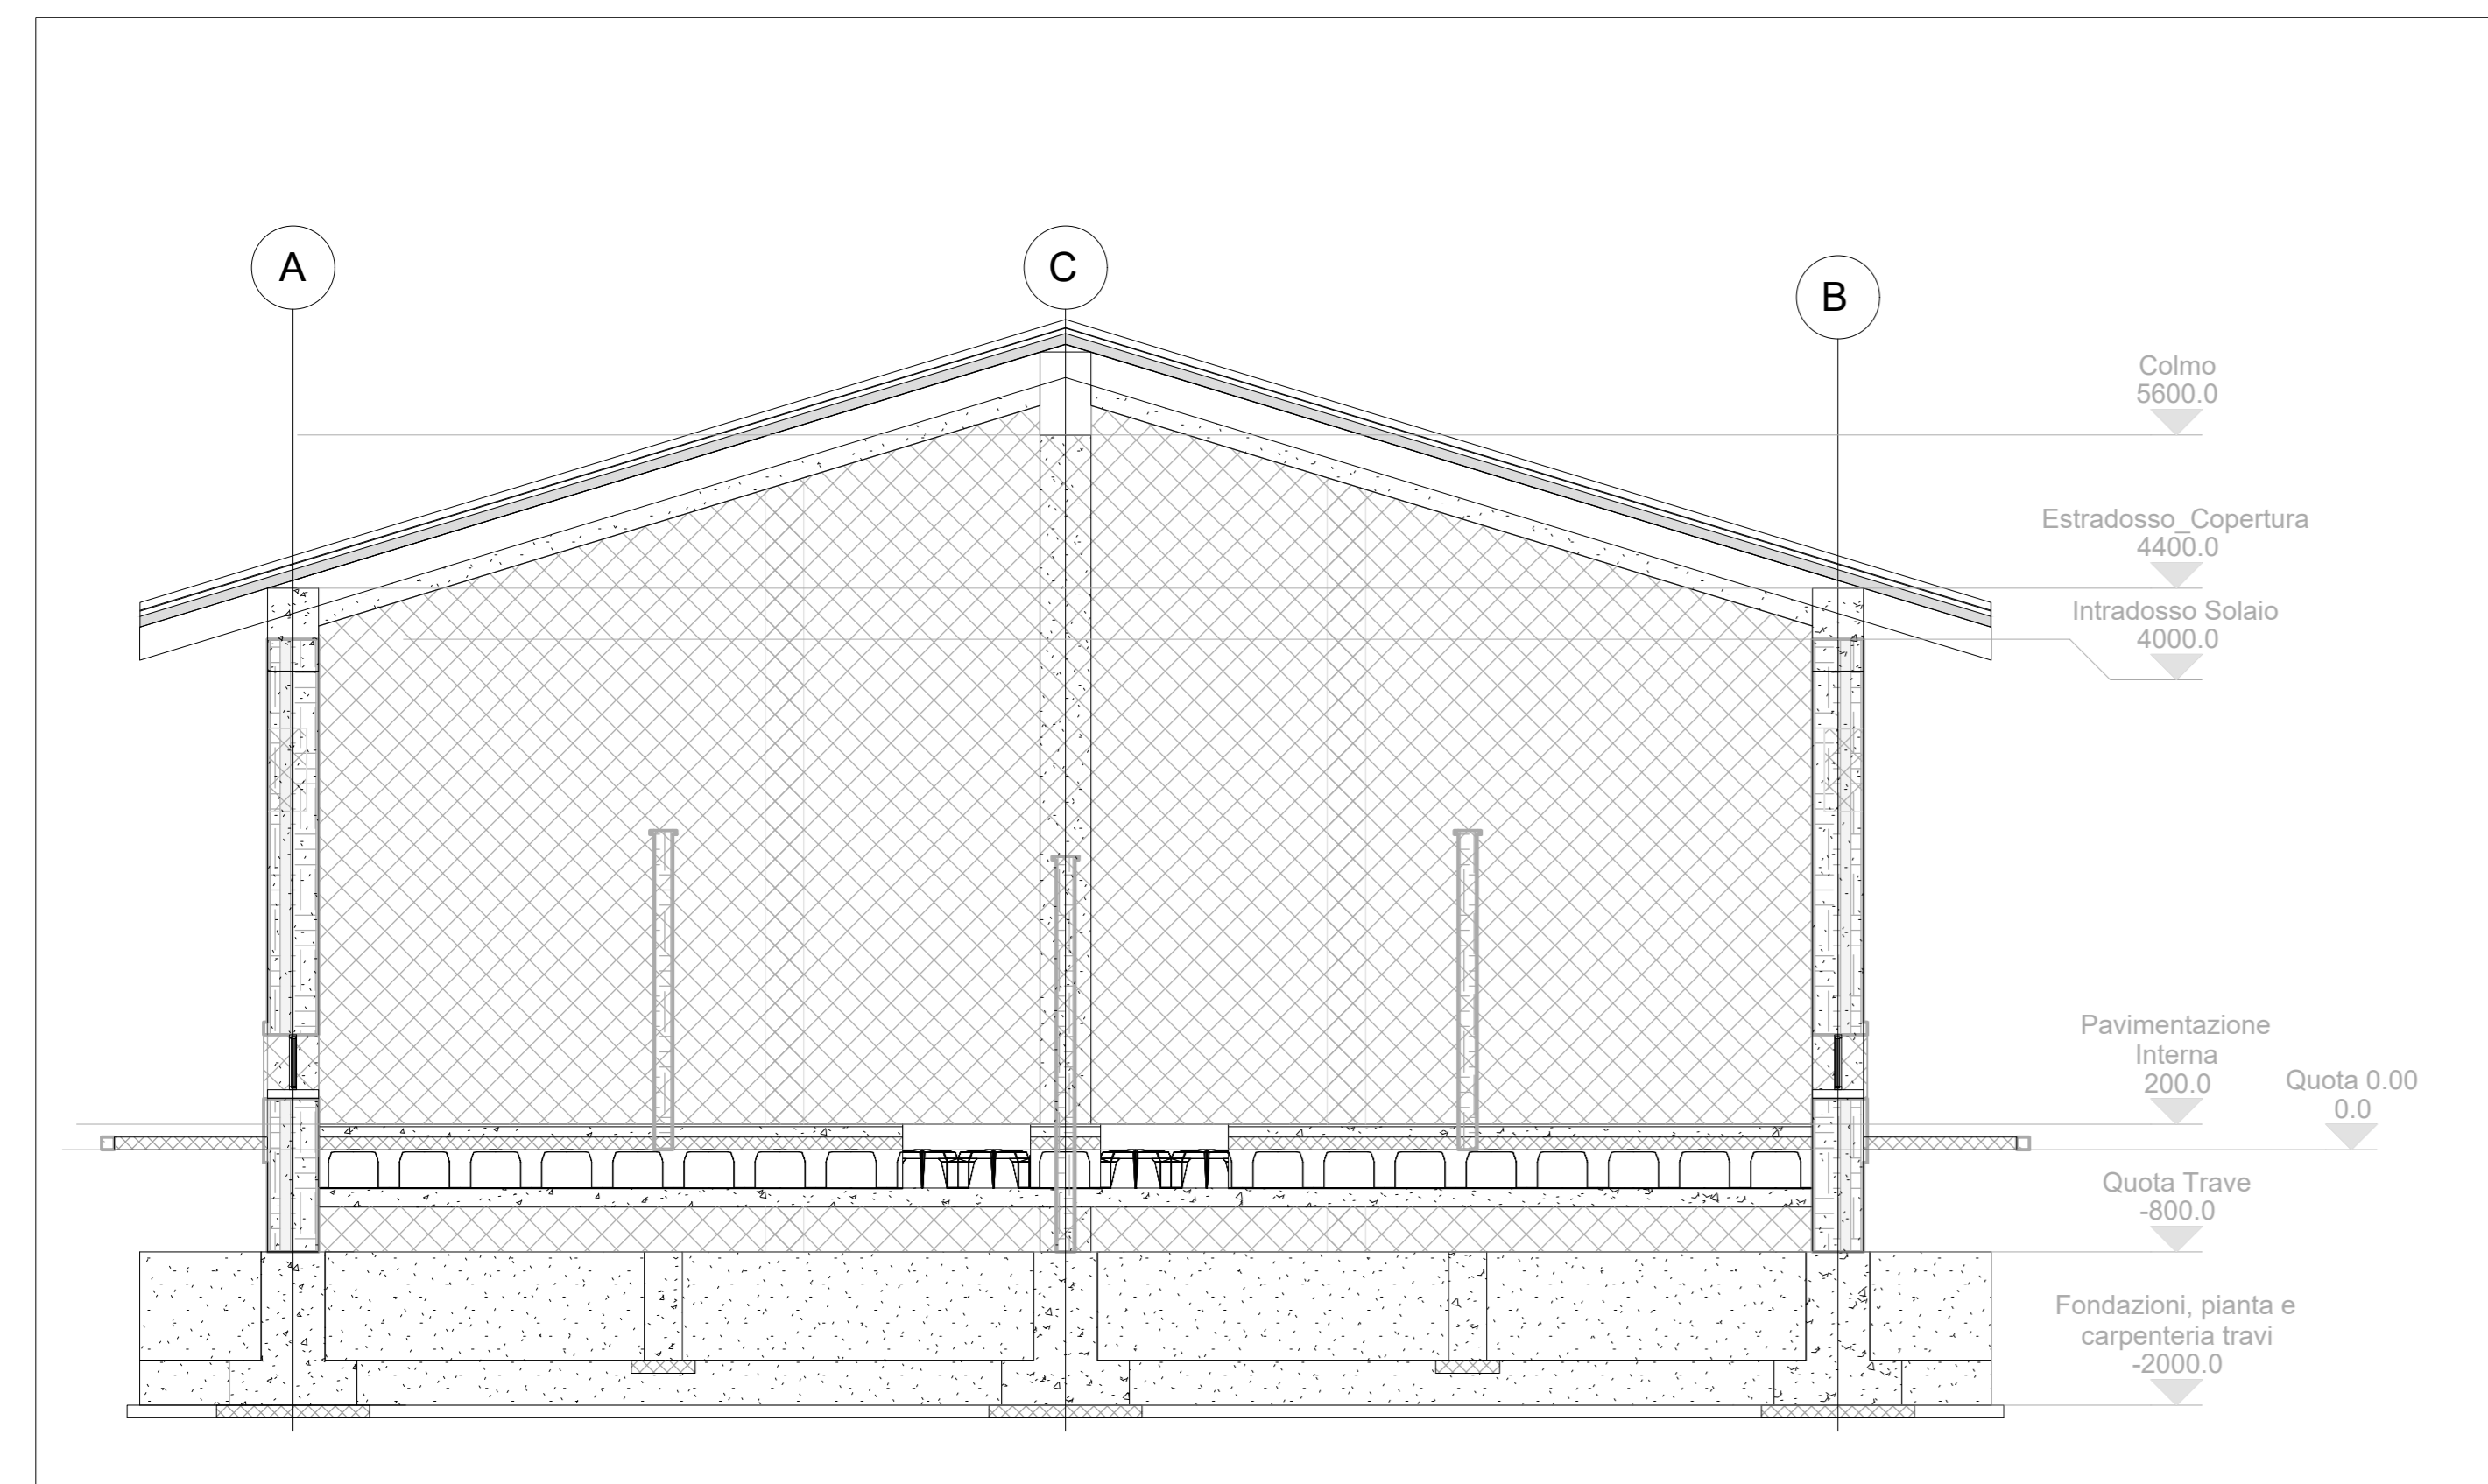 A
C
B
Colmo
5600.0
Estradosso_Copertura
4400.0
Intradosso Solaio
4000.0
Pavimentazione
Interna
200.0
Quota 0.00
0.0
Quota Trave
-800.0
Fondazioni, pianta e
carpenteria travi
-2000.0